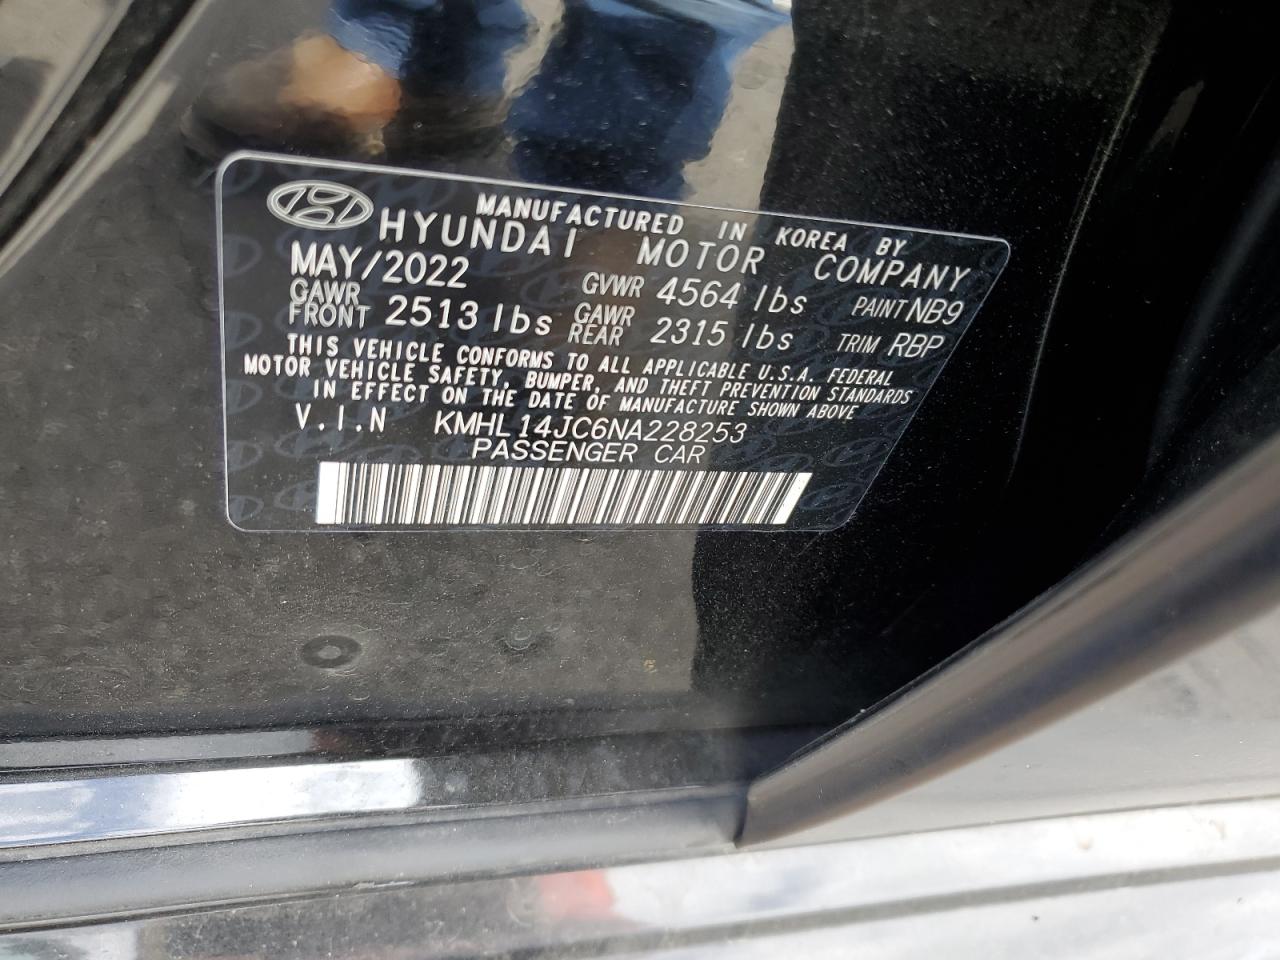 MANUFACTURED IN KOREA BY
HYUNDAI MOTOR COMPANY
MAY/2022 GVWR 4564 lbs PAINT NB9
GAWR FRONT 2513 lbs GAWR REAR 2315 lbs TRIM RBP
THIS VEHICLE CONFORMS TO ALL APPLICABLE U.S.A. FEDERAL
MOTOR VEHICLE SAFETY, BUMPER, AND THEFT PREVENTION STANDARDS
IN EFFECT ON THE DATE OF MANUFACTURE SHOWN ABOVE
V.I.N KMHL14JC6NA228253
PASSENGER CAR